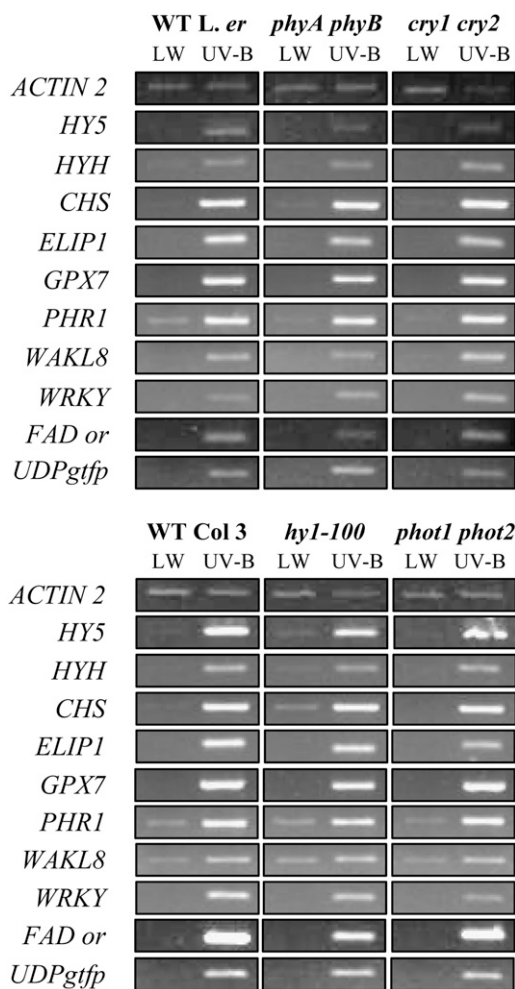 WT L. er phyA phyB cry1 cry2
LW UV-B LW UV-B LW UV-B
ACTIN 2
HY5
HYH
CHS
ELIP1
GPX7
PHR1
WAKL8
WRKY
FAD or
UDPgtfp
WT Col 3 hy1-100 phot1 phot2
LW UV-B LW UV-B LW UV-B
ACTIN 2
HY5
HYH
CHS
ELIP1
GPX7
PHR1
WAKL8
WRKY
FAD or
UDPgtfp